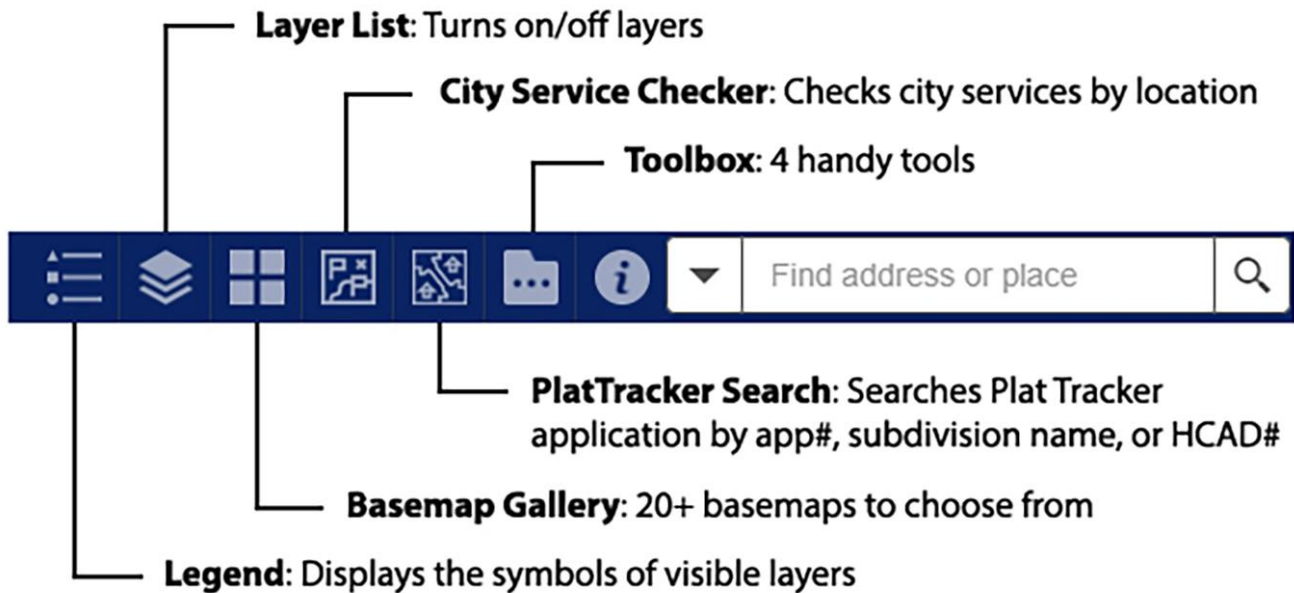 Layer List: Turns on/off layers
City Service Checker: Checks city services by location
Toolbox: 4 handy tools
Find address or place
PlatTracker Search: Searches Plat Tracker
application by app#, subdivision name, or HCAD#
Basemap Gallery: 20+ basemaps to choose from
Legend: Displays the symbols of visible layers